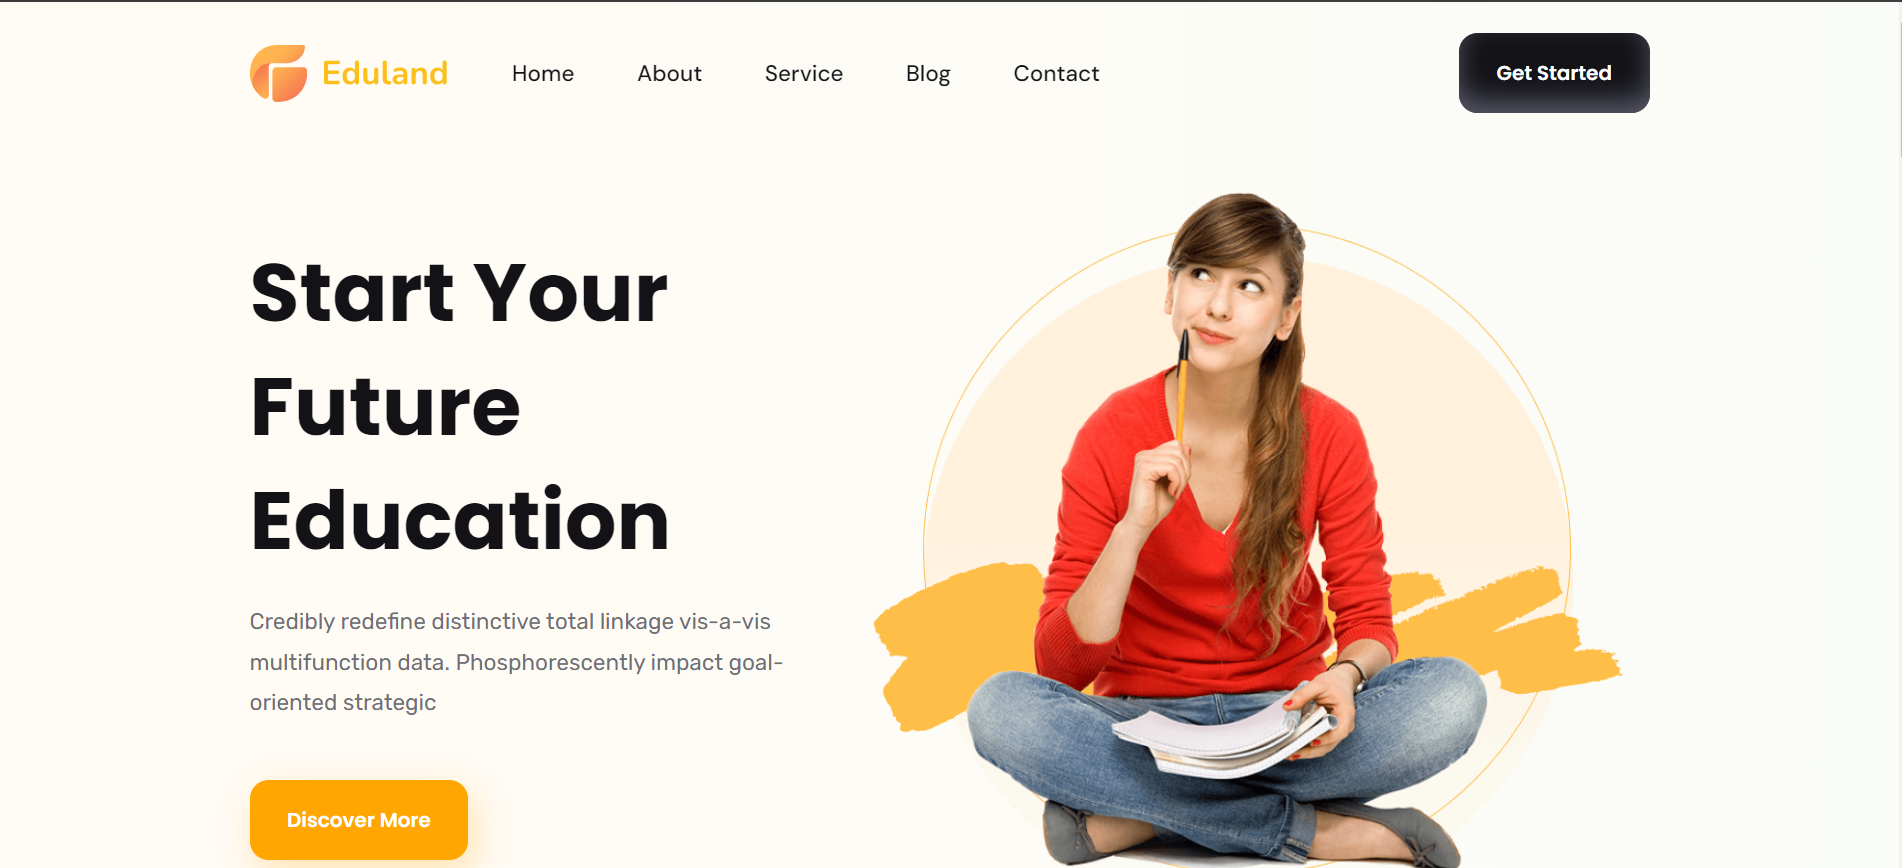 Eduland Home About Service Blog Contact Get Started
Start Your
Future
Education
Credibly redefine distinctive total linkage vis-a-vis
multifunction data. Phosphorescently impact goal-
oriented strategic
Discover More